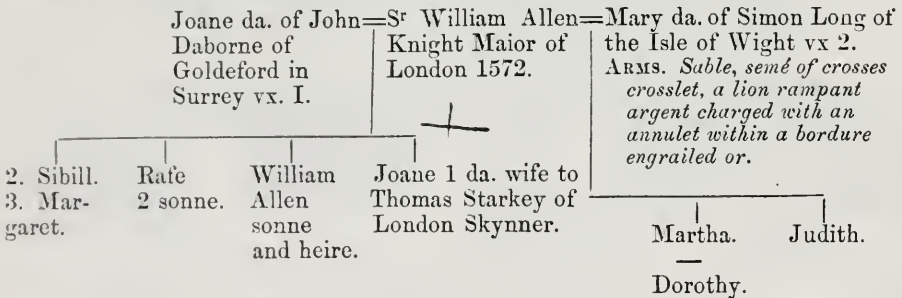 Joane da. of John=Sʳ William Allen=Mary da. of Simon Long of
Daborne of
Goldeford in
Surrey vx. I.
Knight Maior of
London 1572.
the Isle of Wight vx 2.
ARMS. Sable, semé of crosses
crosslet, a lion rampant
argent charged with an
annulet within a bordure
engrailed or.
2. Sibill.
3. Mar-
garet.
Rafe
2 sonne.
William
Allen
sonne
and heire.
Joane 1 da. wife to
Thomas Starkey of
London Skynner.
Martha.
Judith.
Dorothy.